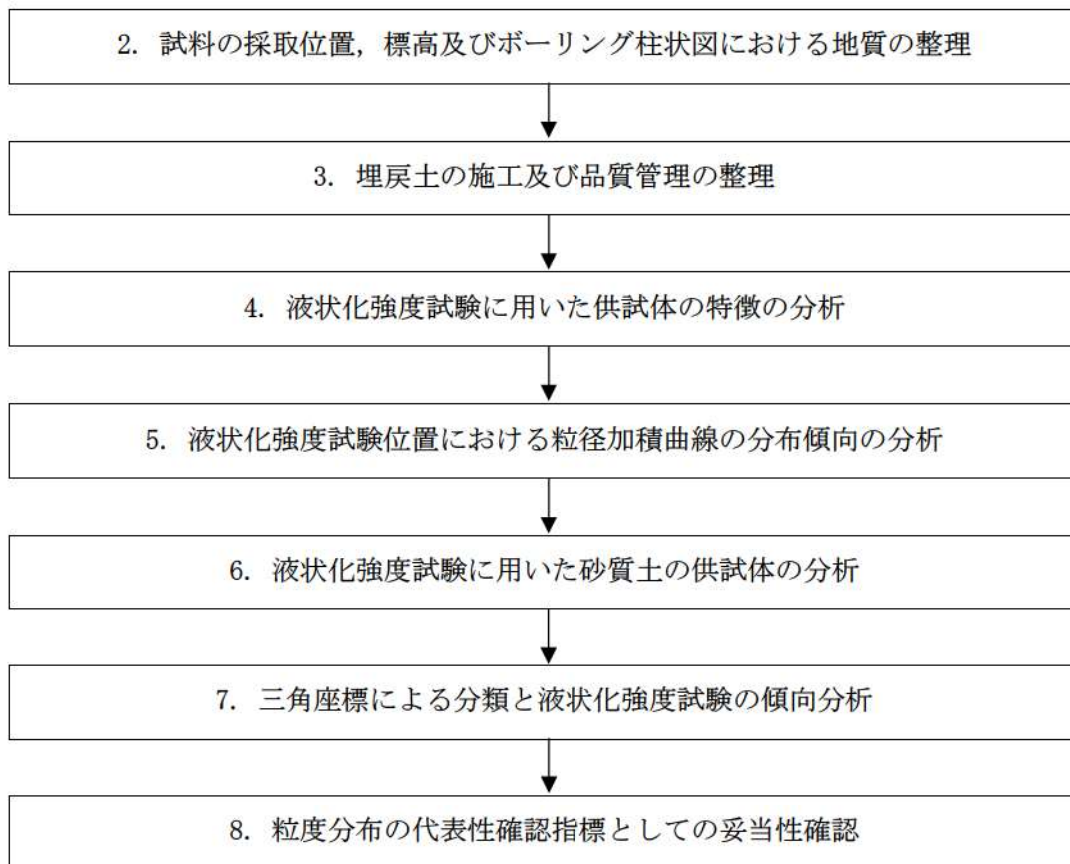 2. 試料の採取位置，標高及びボーリング柱状図における地質の整理
3. 埋戻土の施工及び品質管理の整理
4. 液状化強度試験に用いた供試体の特徴の分析
5. 液状化強度試験位置における粒径加積曲線の分布傾向の分析
6. 液状化強度試験に用いた砂質土の供試体の分析
7. 三角座標による分類と液状化強度試験の傾向分析
8. 粒度分布の代表性確認指標としての妥当性確認